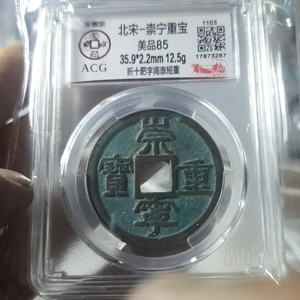 ACG
北宋-崇宁重宝
美品85
35.9*2.2mm 12.5g
折十肥字阔崇短重
1103
17873287
崇
寧
重
寶